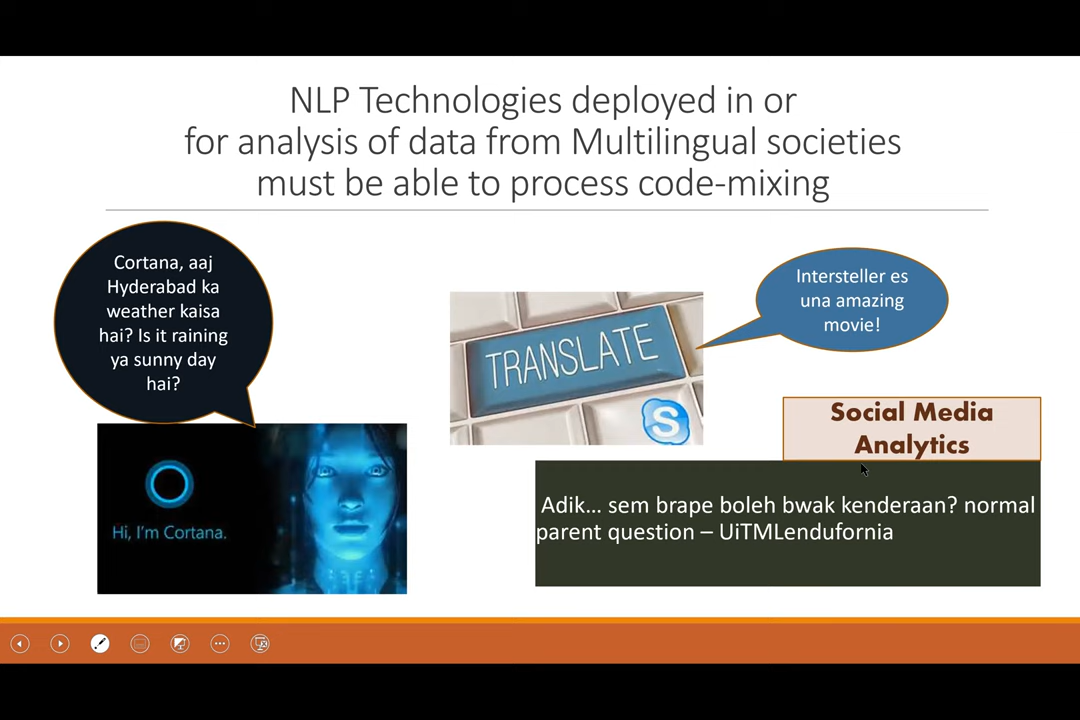 NLP Technologies deployed in or
for analysis of data from Multilingual societies
must be able to process code-mixing
Cortana, aaj
Hyderabad ka
weather kaisa
hai? Is it raining
ya sunny day
hai?
Hi, I'm Cortana.
TRANSLATE
S
Intersteller es
una amazing
movie!
Social Media
Analytics
Adik... sem brape boleh bwak kenderaan? normal
parent question – UiTMLendufornia